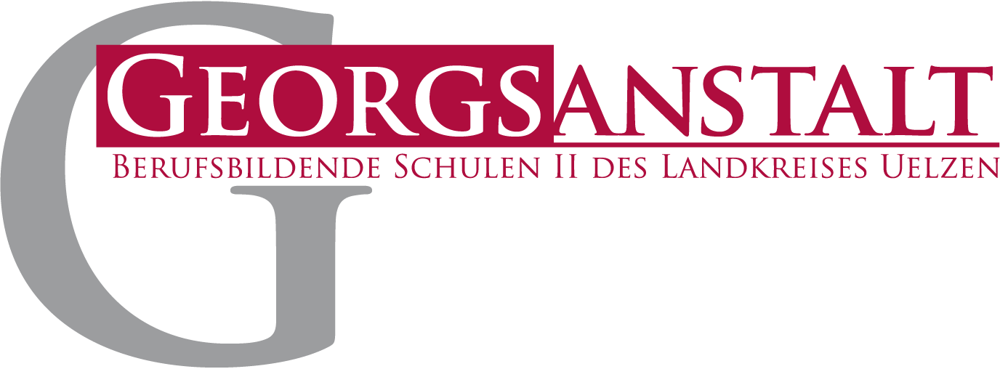 G
GEORGSANSTALT
BERUFSBILDENDE SCHULEN II DES LANDKREISES UELZEN